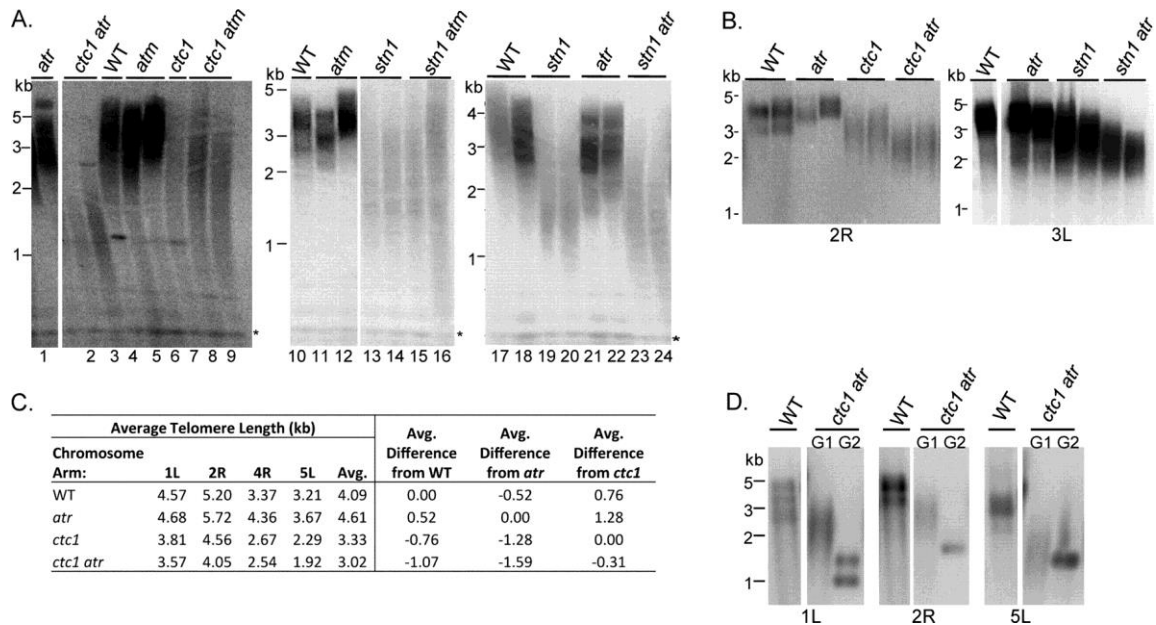 A.
atr
ctc1 atr
WT
atm
ctc1
ctc1 atm
kb
5
3
2
1
*
1 2 3 4 5 6 7 8 9
WT
atm
stn1
stn1 atm
kb
5
3
2
1
*
10 11 12 13 14 15 16
WT
stn1
atr
stn1 atr
kb
4
3
2
1
*
17 18 19 20 21 22 23 24
B.
WT
atr
ctc1
ctc1 atr
kb
5
3
2
1
2R
WT
atr
stn1
stn1 atr
kb
5
3
2
1
3L
C.
Average Telomere Length (kb)
Avg. Difference from WT
Avg. Difference from atr
Avg. Difference from ctc1
Chromosome Arm: 1L 2R 4R 5L Avg.
WT 4.57 5.20 3.37 3.21 4.09 0.00 -0.52 0.76
atr 4.68 5.72 4.36 3.67 4.61 0.52 0.00 1.28
ctc1 3.81 4.56 2.67 2.29 3.33 -0.76 -1.28 0.00
ctc1 atr 3.57 4.05 2.54 1.92 3.02 -1.07 -1.59 -0.31
D.
WT
ctc1 atr
G1 G2
kb
5
3
2
1
1L
WT
ctc1 atr
G1 G2
2R
WT
ctc1 atr
G1 G2
5L